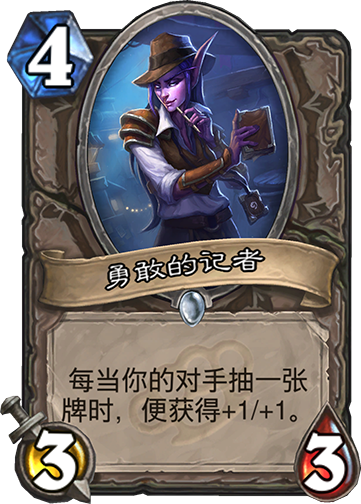 4
勇敢的记者
每当你的对手抽一张
牌时，便获得+1/+1。
3
3